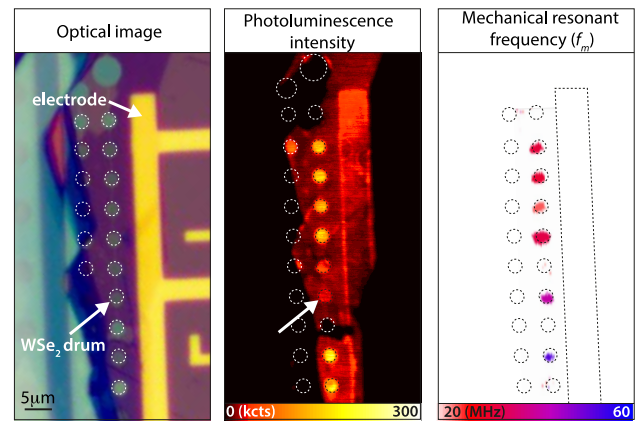 Optical image
Photoluminescence
intensity
Mechanical resonant
frequency (fm)
electrode
WSe2 drum
5μm
0 (kcts) 300
20 (MHz) 60